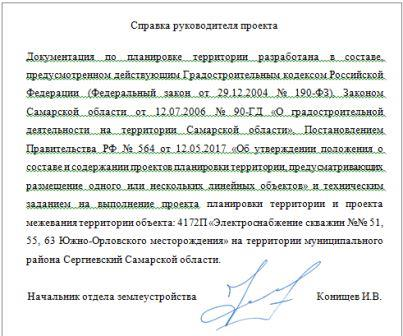 Справка руководителя проекта
Документация по планировке территории разработана в составе,
предусмотренном действующим Градостроительным кодексом Российской
Федерации (Федеральный закон от 29.12.2004 № 190-ФЗ), Законом
Самарской области от 12.07.2006 № 90-ГД «О градостроительной
деятельности на территории Самарской области», Постановлением
Правительства РФ № 564 от 12.05.2017 «Об утверждении положения о
составе и содержании проектов планировки территории, предусматривающих
размещение одного или нескольких линейных объектов» и техническим
заданием на выполнение проекта планировки территории и проекта
межевания территории объекта: 4172П «Электроснабжение скважин №№ 51,
55, 63 Южно-Орловского месторождения» на территории муниципального
района Сергиевский Самарской области.
Начальник отдела землеустройства Конищев И.В.